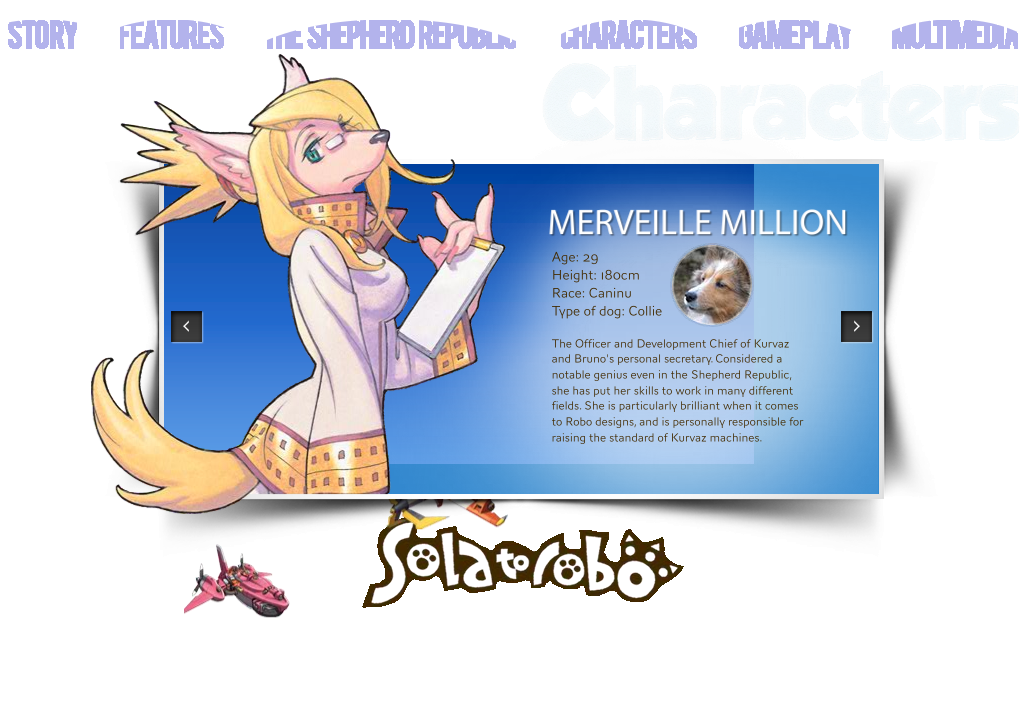 STORY FEATURES THE SHEPHERD REPUBLIC CHARACTERS GAMEPLAY MULTIMEDIA
Characters
MERVEILLE MILLION
Age: 29
Height: 180cm
Race: Caninu
Type of dog: Collie
The Officer and Development Chief of Kurvaz
and Bruno's personal secretary. Considered a
notable genius even in the Shepherd Republic,
she has put her skills to work in many different
fields. She is particularly brilliant when it comes
to Robo designs, and is personally responsible for
raising the standard of Kurvaz machines.
Solatorobo